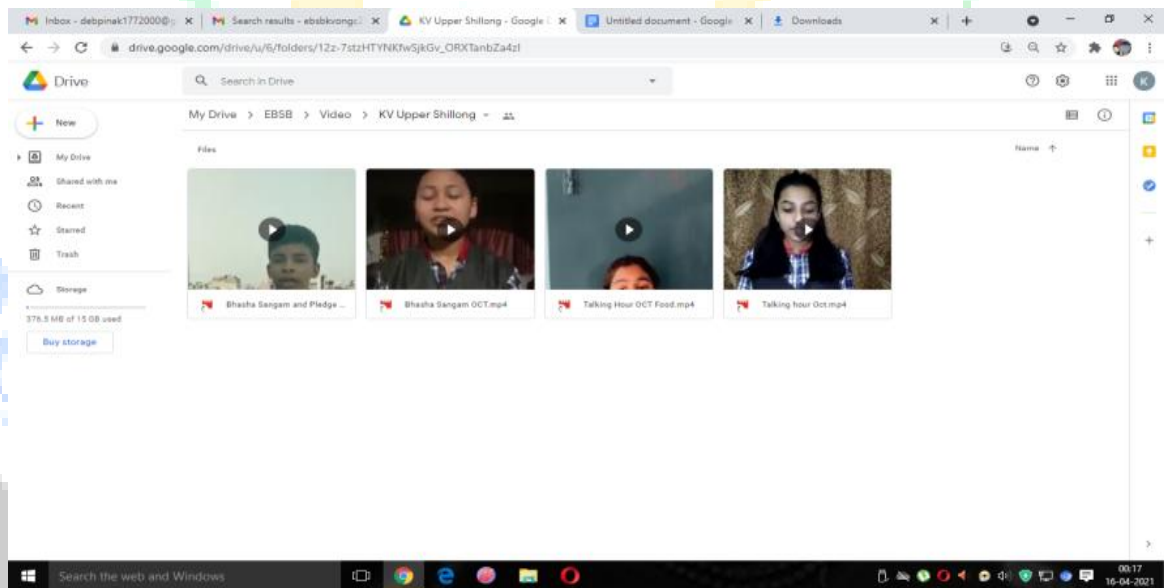 Inbox - debpinak1772000@g
Search results - ebsbkvongc
KV Upper Shillong - Google
Untitled document - Google
Downloads
drive.google.com/drive/u/6/folders/
Drive
Search in Drive
K
New
My Drive > EBSB > Video > KV Upper Shillong
Files
Name
My Drive
Shared with me
Recent
Starred
Trash
Storage
376.5 MB of 15 GB used
Buy storage
Bhasha Sangam and Pledge ...
Bhasha Sangam OCT.mp4
Talking Hour OCT Food.mp4
Talking hour Oct.mp4
Search the web and Windows
00:17
16-04-2021